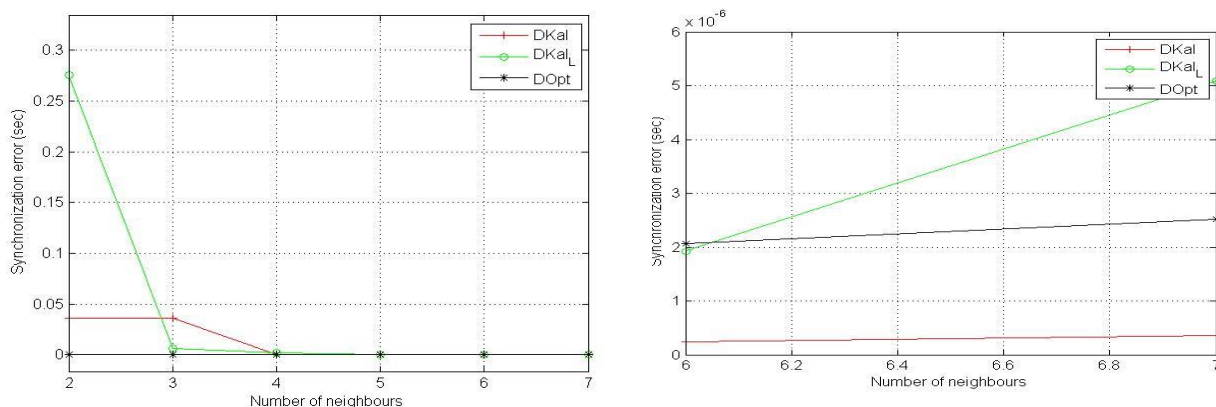 DKal
DKal_L
DOpt
0.3
0.25
0.2
0.15
0.1
0.05
0
Synchronization error (sec)
2 3 4 5 6 7
Number of neighbours
× 10^-6
DKal
DKal_L
DOpt
6
5
4
3
2
1
0
Synchronization error (sec)
6 6.2 6.4 6.6 6.8 7
Number of neighbours